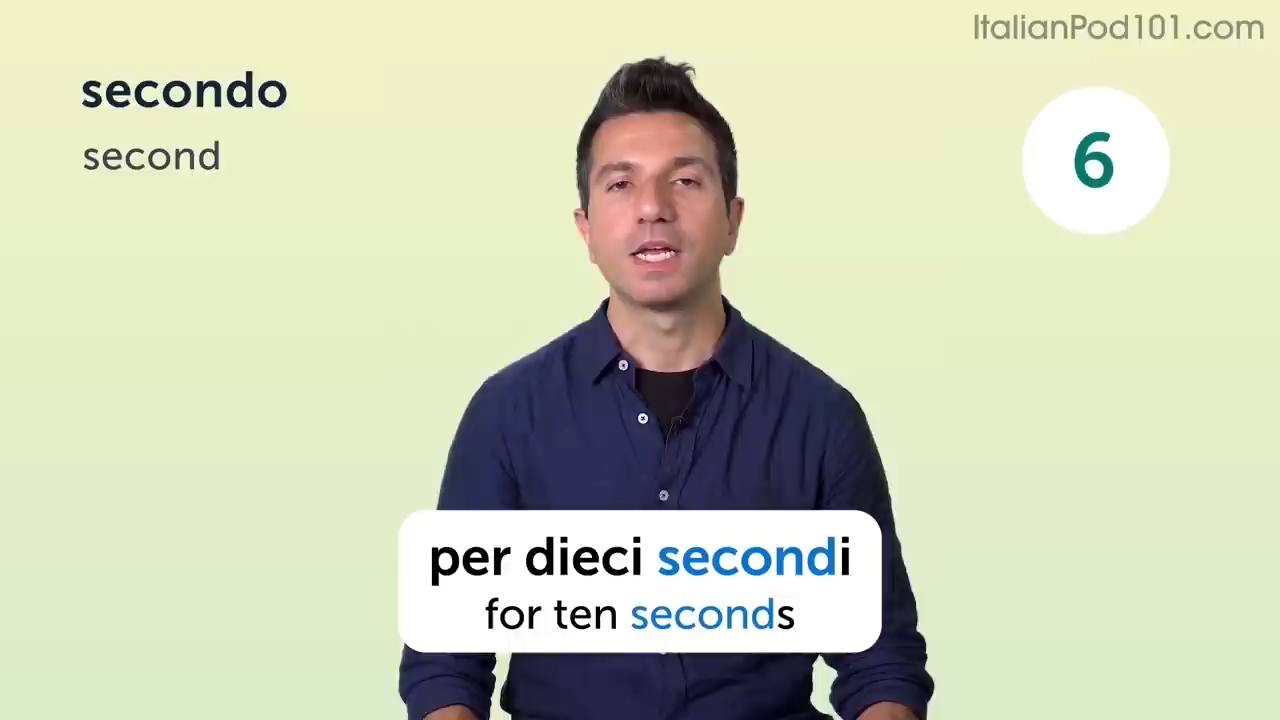 ItalianPod101.com
secondo
second
6
per dieci secondi
for ten seconds